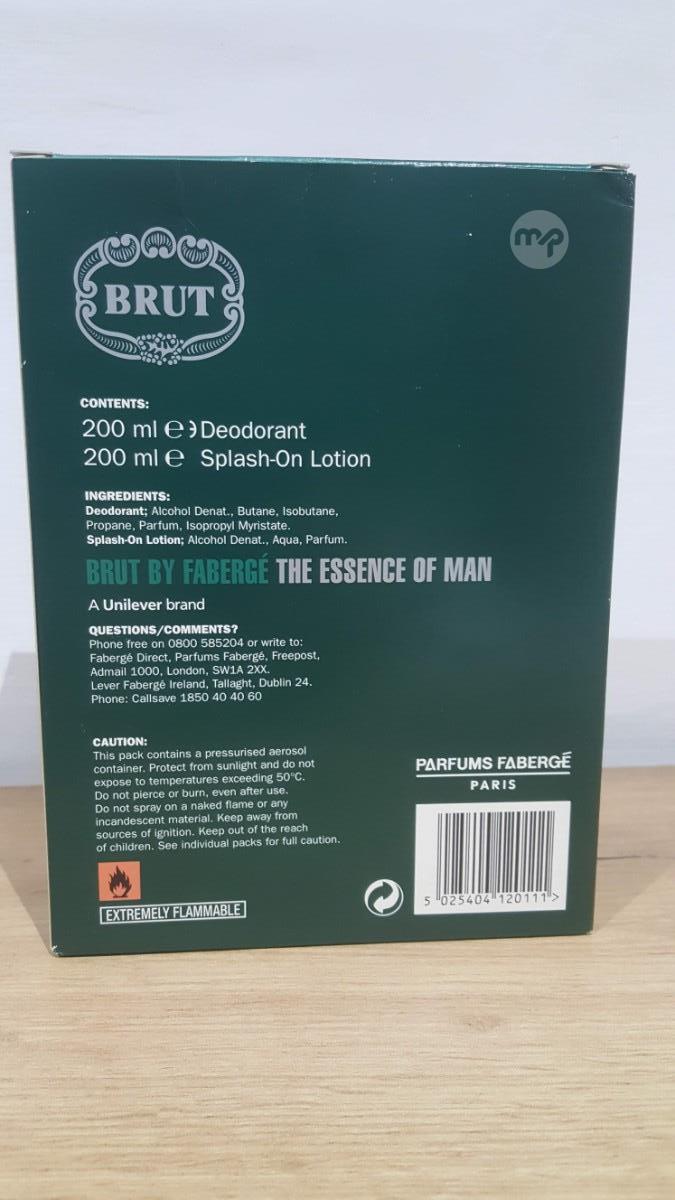 mp
BRUT
CONTENTS:
200 ml ℮ Deodorant
200 ml ℮ Splash-On Lotion
INGREDIENTS:
Deodorant; Alcohol Denat., Butane, Isobutane,
Propane, Parfum, Isopropyl Myristate.
Splash-On Lotion; Alcohol Denat., Aqua, Parfum.
BRUT BY FABERGÉ THE ESSENCE OF MAN
A Unilever brand
QUESTIONS/COMMENTS?
Phone free on 0800 585204 or write to:
Fabergé Direct, Parfums Fabergé, Freepost,
Admail 1000, London, SW1A 2XX.
Lever Fabergé Ireland, Tallaght, Dublin 24.
Phone: Callsave 1850 40 40 60
CAUTION:
This pack contains a pressurised aerosol
container. Protect from sunlight and do not
expose to temperatures exceeding 50°C.
Do not pierce or burn, even after use.
Do not spray on a naked flame or any
incandescent material. Keep away from
sources of ignition. Keep out of the reach
of children. See individual packs for full caution.
EXTREMELY FLAMMABLE
PARFUMS FABERGÉ
PARIS
5 025404 120111 >